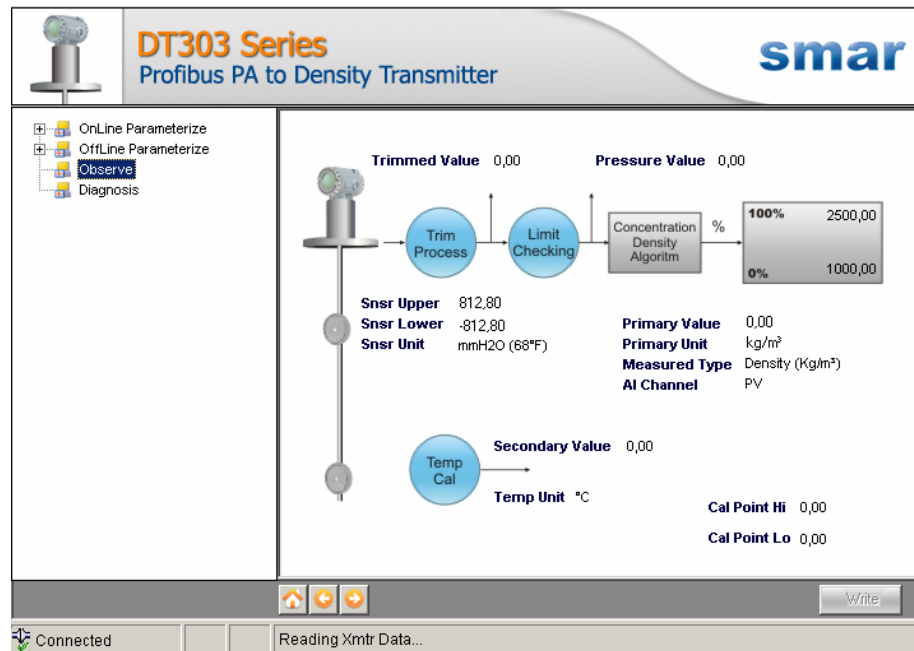 DT303 Series
Profibus PA to Density Transmitter
smar
OnLine Parameterize
OffLine Parameterize
Observe
Diagnosis
Trimmed Value 0,00
Pressure Value 0,00
Trim
Process
Limit
Checking
Concentration
Density
Algoritm
%
100% 2500,00
0% 1000,00
Snsr Upper 812,80
Snsr Lower -812,80
Snsr Unit mmH2O (68°F)
Primary Value 0,00
Primary Unit kg/m³
Measured Type Density (Kg/m³)
AI Channel PV
Temp
Cal
Secondary Value 0,00
Temp Unit °C
Cal Point Hi 0,00
Cal Point Lo 0,00
Write
Connected
Reading Xmtr Data...